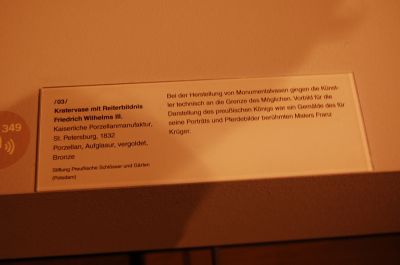 349
/03/
Kratervase mit Reiterbildnis
Friedrich Wilhelms III.
Kaiserliche Porzellanmanufaktur,
St. Petersburg, 1832
Porzellan, Aufglasur, vergoldet,
Bronze
Stiftung Preußische Schlösser und Gärten
(Potsdam)
Bei der Herstellung von Monumentalvasen gingen die Künst-
ler technisch an die Grenze des Möglichen. Vorbild für die
Darstellung des preußischen Königs war ein Gemälde des für
seine Porträts und Pferdebilder berühmten Malers Franz
Krüger.